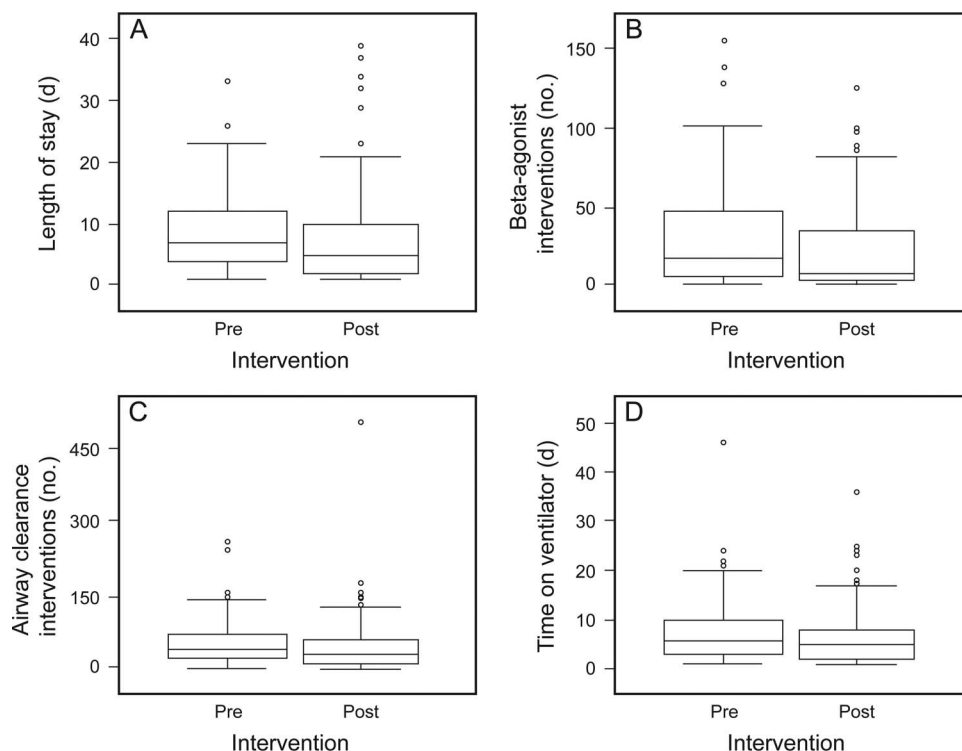 A
Length of stay (d)
40
30
20
10
0
Pre
Post
Intervention
B
Beta-agonist
interventions (no.)
150
100
50
0
Pre
Post
Intervention
C
Airway clearance
interventions (no.)
450
300
150
0
Pre
Post
Intervention
D
Time on ventilator (d)
50
40
30
20
10
0
Pre
Post
Intervention